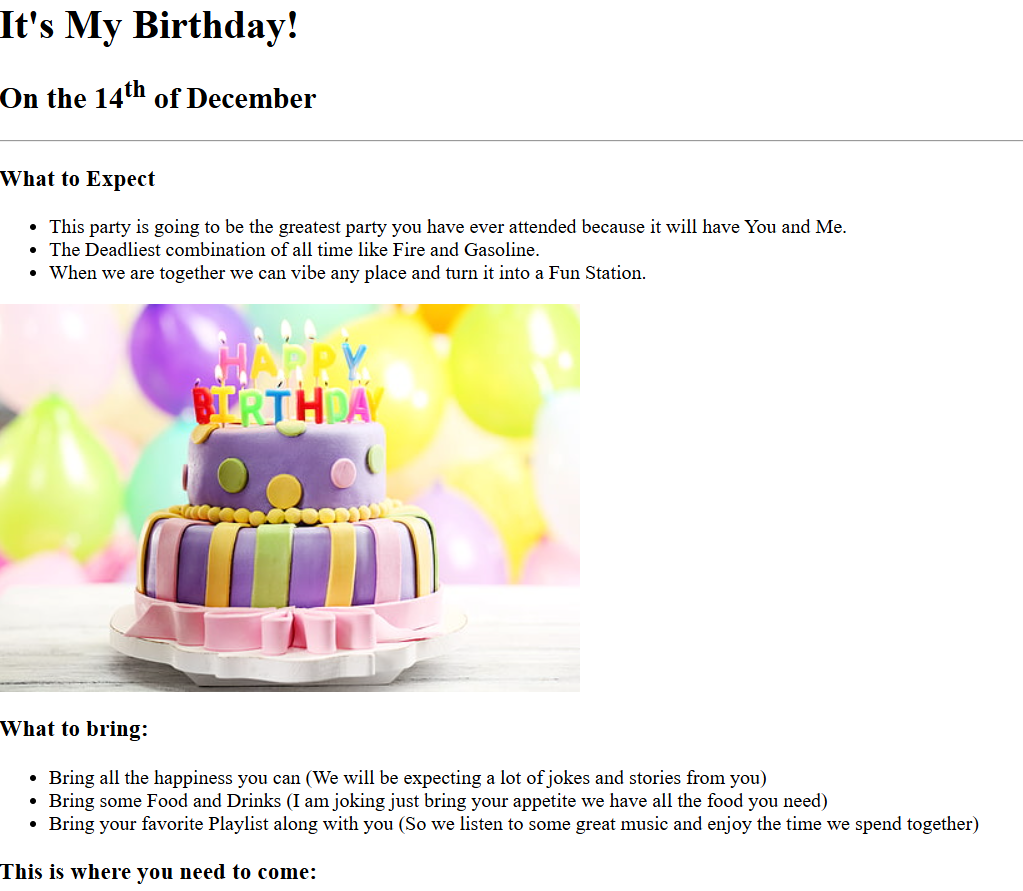 It's My Birthday!
On the 14th of December
What to Expect
• This party is going to be the greatest party you have ever attended because it will have You and Me.
• The Deadliest combination of all time like Fire and Gasoline.
• When we are together we can vibe any place and turn it into a Fun Station.
HAPPY
BIRTHDAY
What to bring:
• Bring all the happiness you can (We will be expecting a lot of jokes and stories from you)
• Bring some Food and Drinks (I am joking just bring your appetite we have all the food you need)
• Bring your favorite Playlist along with you (So we listen to some great music and enjoy the time we spend together)
This is where you need to come: